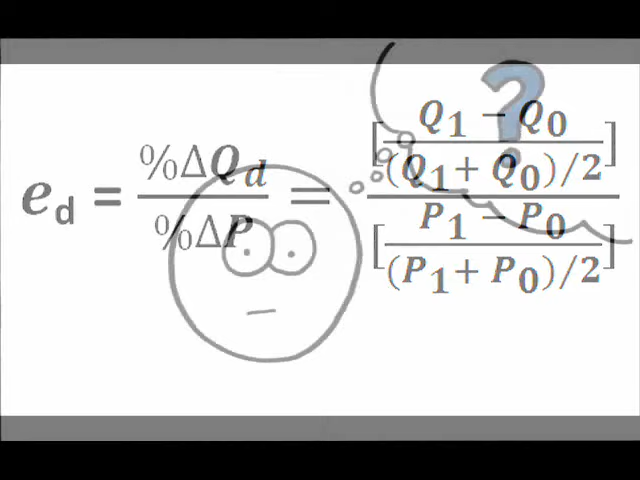 e_d = %ΔQ_d / %ΔP = [ (Q_1 − Q_0) / ((Q_1 + Q_0)/2) ] / [ (P_1 − P_0) / ((P_1 + P_0)/2) ]
?